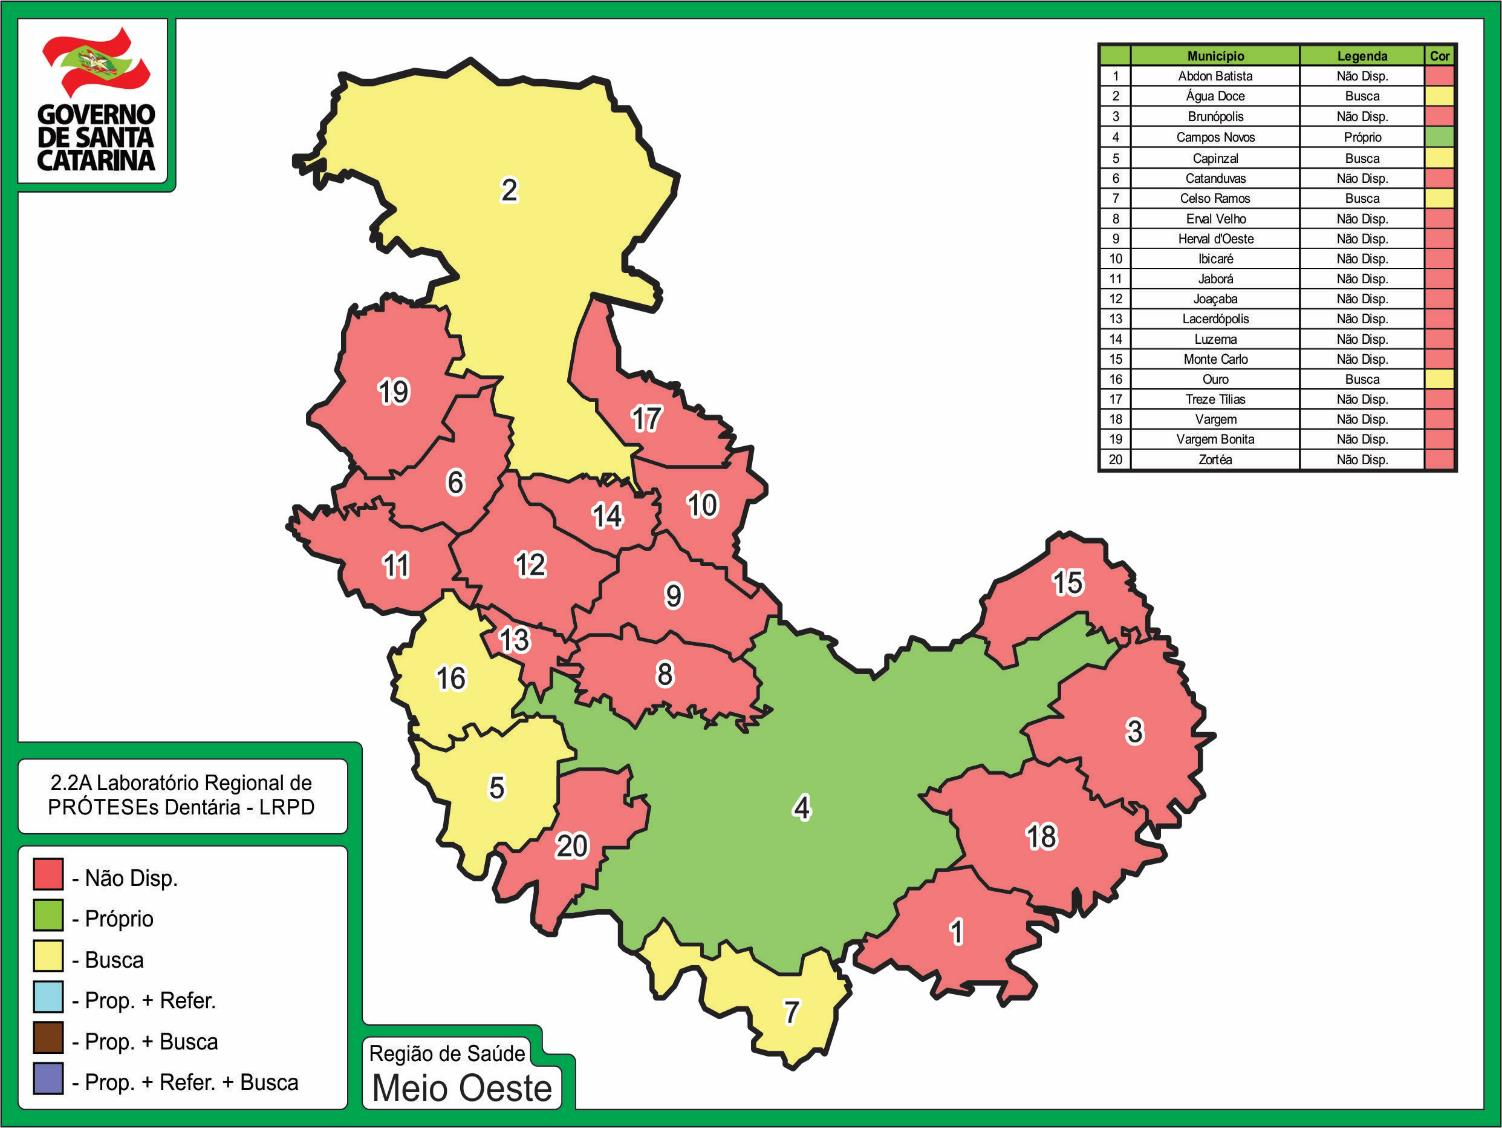 GOVERNO
DE SANTA
CATARINA
Município Legenda Cor
1 Abdon Batista Não Disp.
2 Água Doce Busca
3 Brunópolis Não Disp.
4 Campos Novos Próprio
5 Capinzal Busca
6 Catanduvas Não Disp.
7 Celso Ramos Busca
8 Erval Velho Não Disp.
9 Herval d'Oeste Não Disp.
10 Ibicaré Não Disp.
11 Jaborá Não Disp.
12 Joaçaba Não Disp.
13 Lacerdópolis Não Disp.
14 Luzerna Não Disp.
15 Monte Carlo Não Disp.
16 Ouro Busca
17 Treze Tílias Não Disp.
18 Vargem Não Disp.
19 Vargem Bonita Não Disp.
20 Zortéa Não Disp.
2
19
17
6
10
14
11
12
15
9
13
8
16
3
5
4
18
20
1
7
2.2A Laboratório Regional de
PRÓTESEs Dentária - LRPD
- Não Disp.
- Próprio
- Busca
- Prop. + Refer.
- Prop. + Busca
- Prop. + Refer. + Busca
Região de Saúde
Meio Oeste